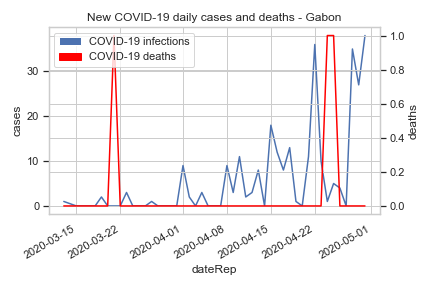 New COVID-19 daily cases and deaths - Gabon
COVID-19 infections
COVID-19 deaths
cases
30
20
10
0
deaths
1.0
0.8
0.6
0.4
0.2
0.0
2020-03-15
2020-03-22
2020-04-01
2020-04-08
2020-04-15
2020-04-22
2020-05-01
dateRep